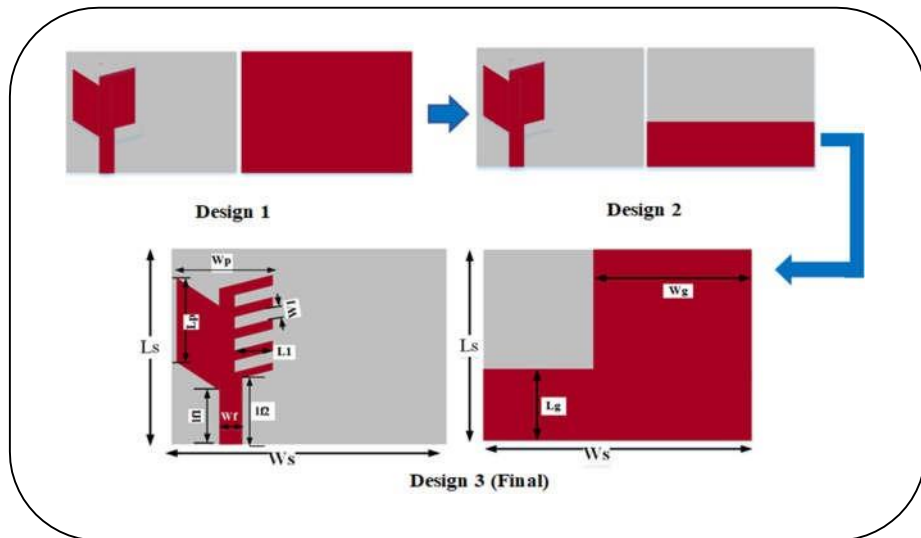 Design 1
Design 2
Wp
Lp
W1
L1
Ls
lf1
Wf
lf2
Ws
Wg
Ls
Lg
Ws
Design 3 (Final)